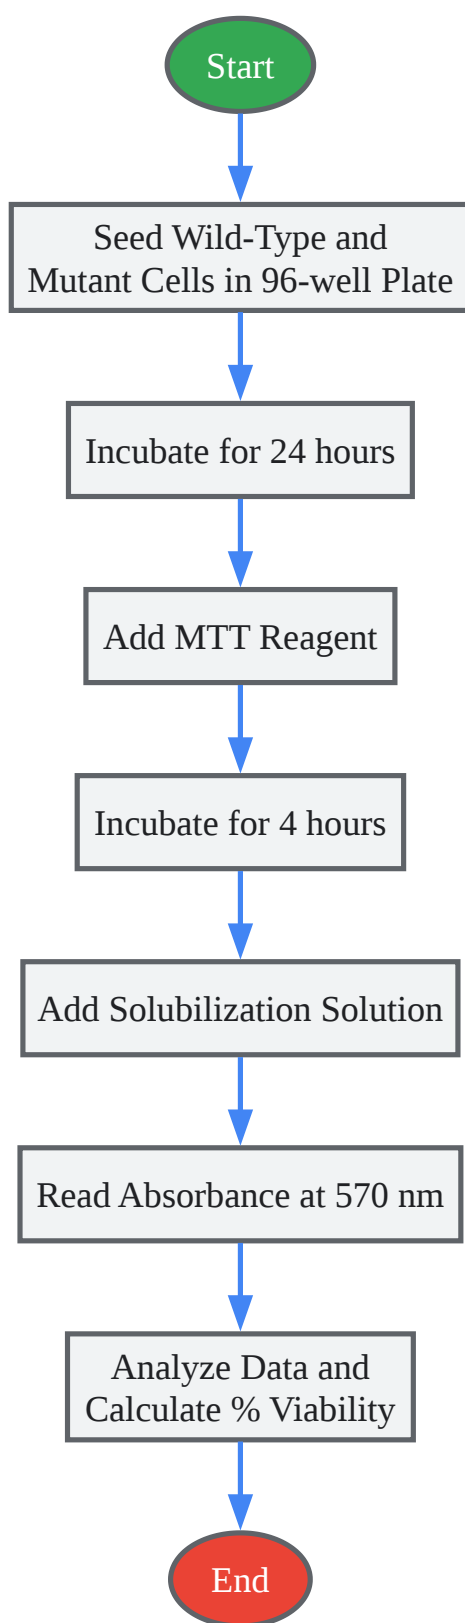 Start
Seed Wild-Type and
Mutant Cells in 96-well Plate
Incubate for 24 hours
Add MTT Reagent
Incubate for 4 hours
Add Solubilization Solution
Read Absorbance at 570 nm
Analyze Data and
Calculate % Viability
End